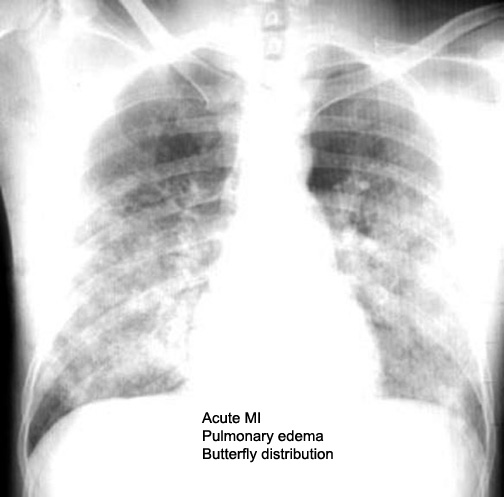 Acute MI
Pulmonary edema
Butterfly distribution